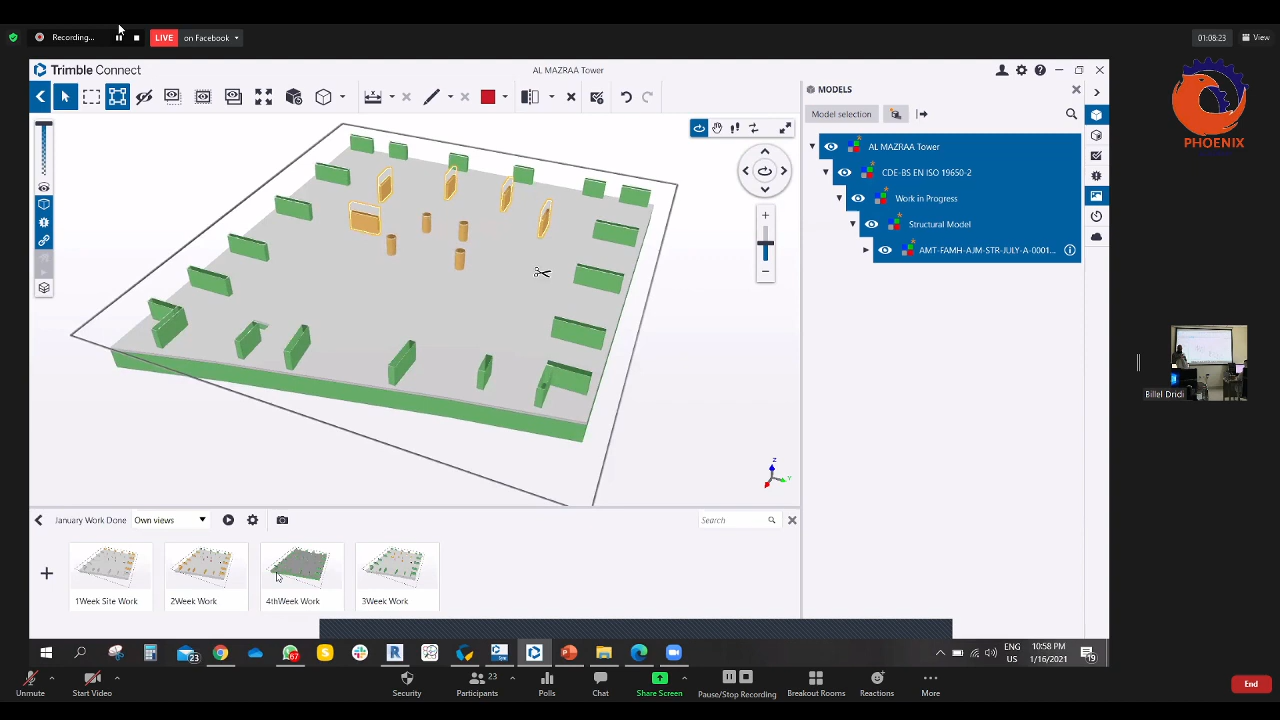 Recording...
LIVE
on Facebook
01:08:23
View
Trimble Connect
AL MAZRAA Tower
PHOENIX
MODELS
Model selection
AL MAZRAA Tower
CDE-BS EN ISO 19650-2
Work in Progress
Structural Model
AMT-FAMH-AJM-STR-JULY-A-0001...
Z
Y
Billel Dridi
January Work Done
Own views
Search
1Week Site Work
2Week Work
4thWeek Work
3Week Work
23
67
ENG
US
10:58 PM
1/16/2021
19
Unmute
Start Video
Security
Participants
23
Polls
Chat
Share Screen
Pause/Stop Recording
Breakout Rooms
Reactions
More
End